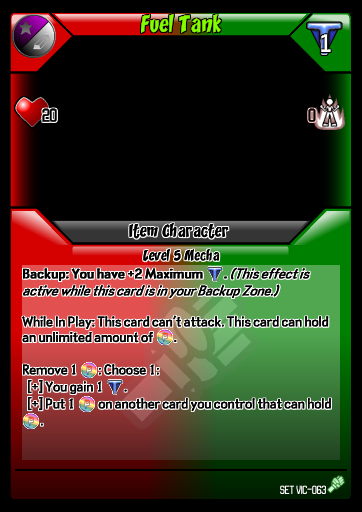 Fuel Tank
1
20
0
Item Character
Level 5 Mecha
Backup: You have +2 Maximum T. (This effect is
active while this card is in your Backup Zone.)
While In Play: This card can't attack. This card can hold
an unlimited amount of P.
Remove 1 P: Choose 1:
[+] You gain 1 T.
[+] Put 1 P on another card you control that can hold
P.
SET VIC-063